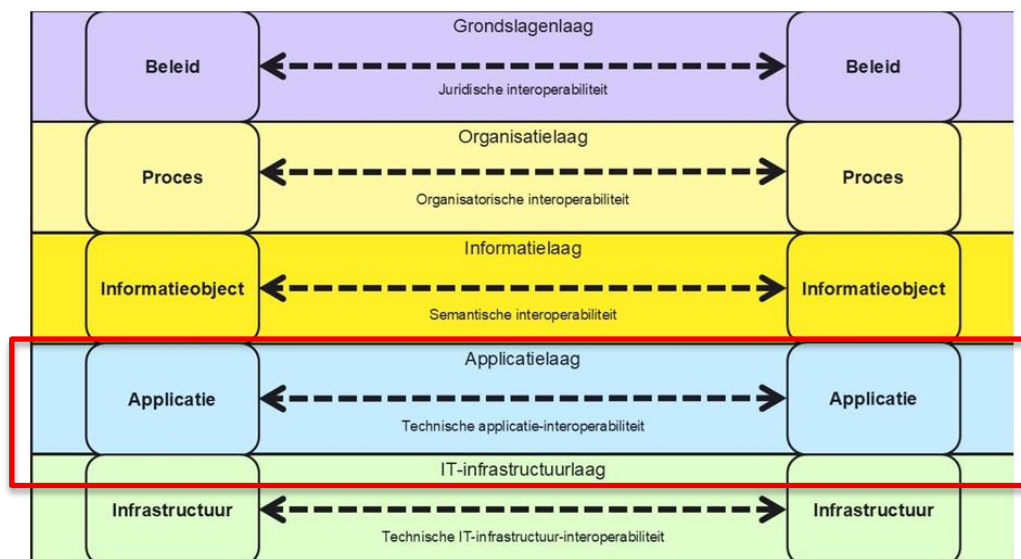 Grondslagenlaag
Beleid
Beleid
Juridische interoperabiliteit
Organisatielaag
Proces
Proces
Organisatorische interoperabiliteit
Informatielaag
Informatieobject
Informatieobject
Semantische interoperabiliteit
Applicatielaag
Applicatie
Applicatie
Technische applicatie-interoperabiliteit
IT-infrastructuurlaag
Infrastructuur
Infrastructuur
Technische IT-infrastructuur-interoperabiliteit